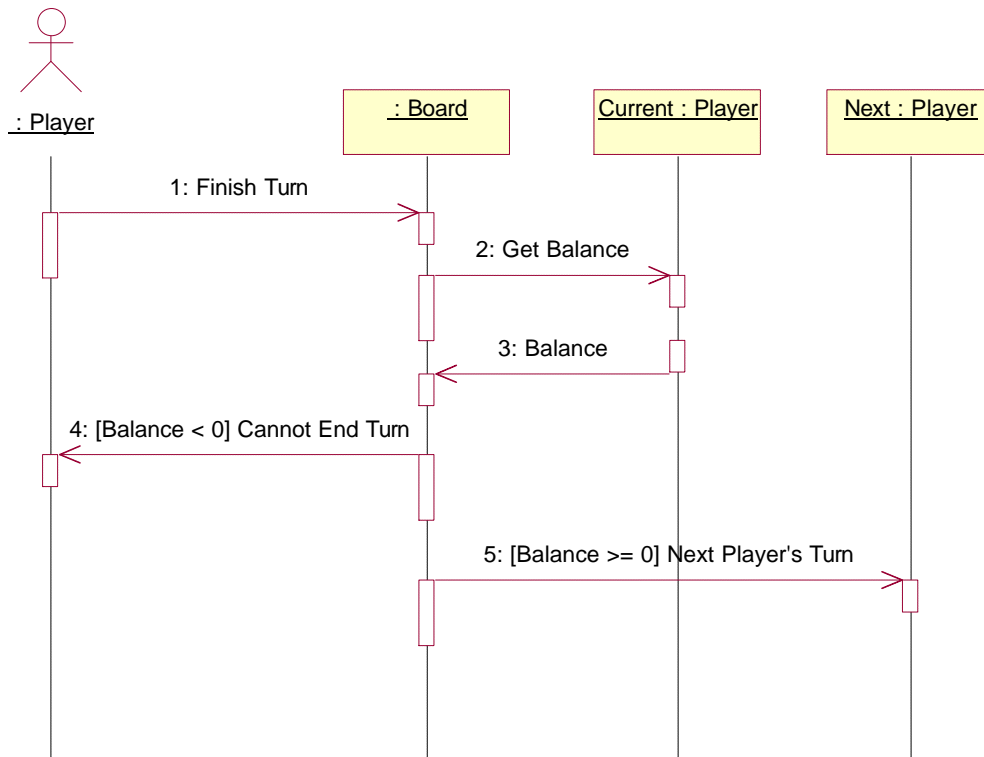 : Player
: Board
Current : Player
Next : Player
1: Finish Turn
2: Get Balance
3: Balance
4: [Balance < 0] Cannot End Turn
5: [Balance >= 0] Next Player's Turn